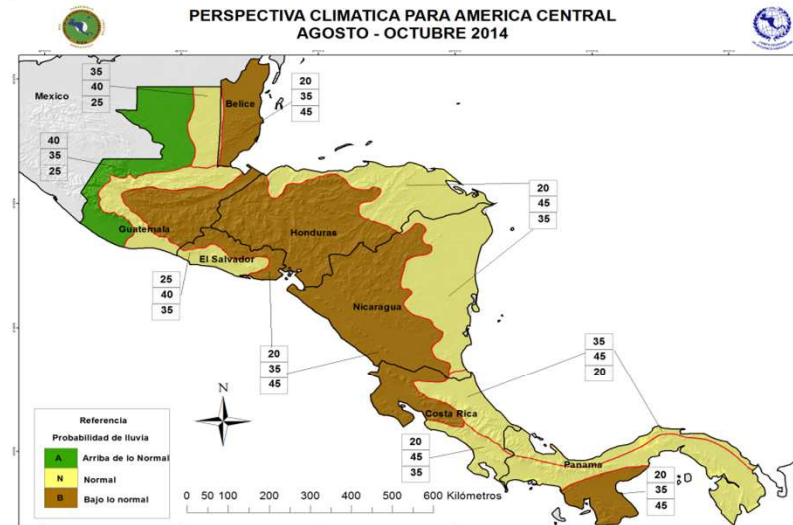 PERSPECTIVA CLIMATICA PARA AMERICA CENTRAL
AGOSTO - OCTUBRE 2014
Mexico
35
40
25
Belice
20
35
45
40
35
25
20
45
35
Guatemala
Honduras
El Salvador
25
40
35
Nicaragua
20
35
45
35
45
20
N
Costa Rica
20
45
35
Panama
20
35
45
Referencia
Probabilidad de lluvia
A Arriba de lo Normal
N Normal
B Bajo lo normal
0 50 100 200 300 400 500 600 Kilómetros